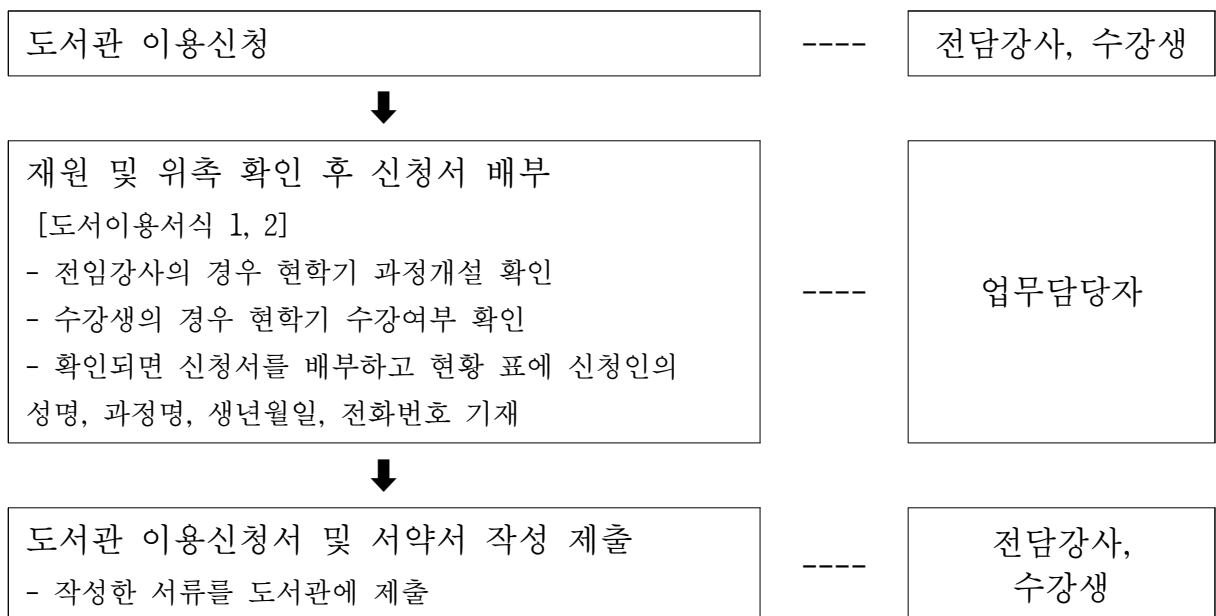 도서관 이용신청
----
전담강사, 수강생
재원 및 위촉 확인 후 신청서 배부
[도서이용서식 1, 2]
- 전임강사의 경우 현학기 과정개설 확인
- 수강생의 경우 현학기 수강여부 확인
- 확인되면 신청서를 배부하고 현황 표에 신청인의
성명, 과정명, 생년월일, 전화번호 기재
----
업무담당자
도서관 이용신청서 및 서약서 작성 제출
- 작성한 서류를 도서관에 제출
----
전담강사,
수강생